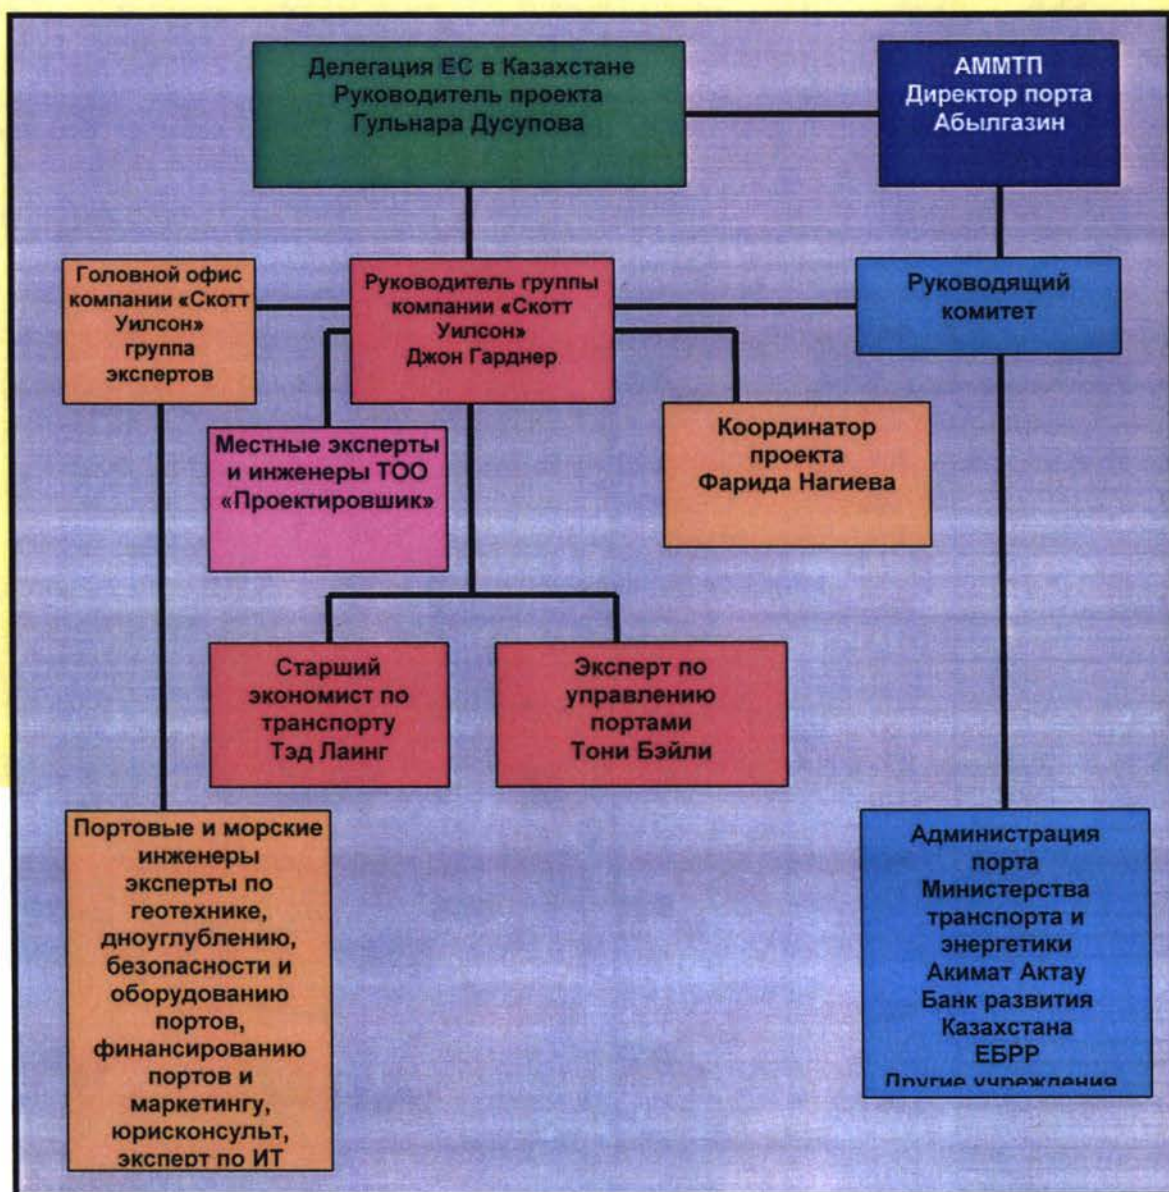 Делегация ЕС в Казахстане
Руководитель проекта
Гульнара Дусупова
АММТП
Директор порта
Абылгазин
Головной офис
компании «Скотт
Уилсон»
группа
экспертов
Руководитель группы
компании «Скотт
Уилсон»
Джон Гарднер
Руководящий
комитет
Местные эксперты
и инженеры ТОО
«Проектировшик»
Координатор
проекта
Фарида Нагиева
Старший
экономист по
транспорту
Тэд Лаинг
Эксперт по
управлению
портами
Тони Бэйли
Портовые и морские
инженеры
эксперты по
геотехнике,
дноуглублению,
безопасности и
оборудованию
портов,
финансированию
портов и
маркетингу,
юрисконсульт,
эксперт по ИТ
Администрация
порта
Министерства
транспорта и
энергетики
Акимат Актау
Банк развития
Казахстана
ЕБРР
Другие учреждения